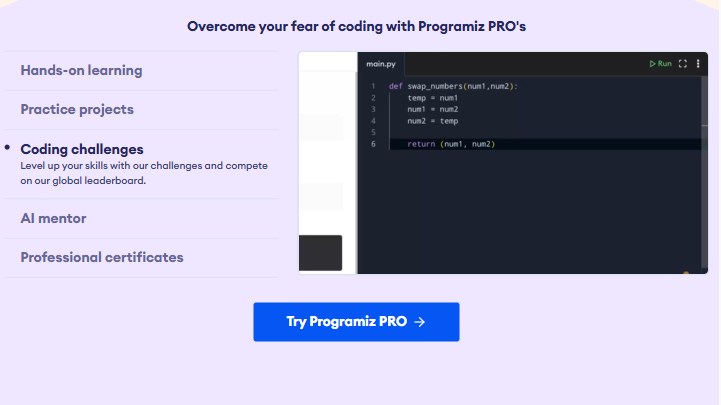 Overcome your fear of coding with Programiz PRO's
Hands-on learning
Practice projects
Coding challenges
Level up your skills with our challenges and compete
on our global leaderboard.
AI mentor
Professional certificates
main.py
Run
1 def swap_numbers(num1,num2):
2 temp = num1
3 num1 = num2
4 num2 = temp
5
6 return (num1, num2)
Try Programiz PRO →